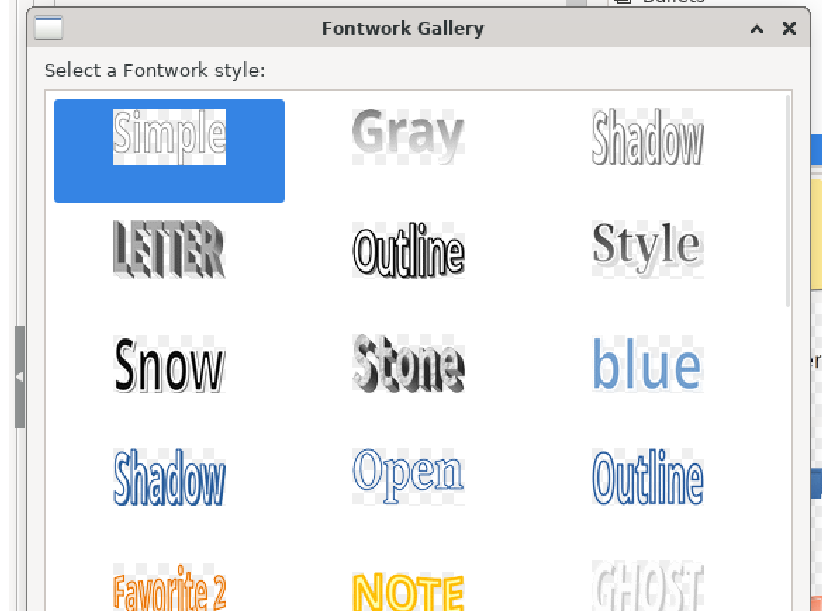 Bullets
Fontwork Gallery
Select a Fontwork style:
Simple Gray Shadow
LETTER Outline Style
Snow Stone blue
Shadow Open Outline
Favorite 2 NOTE GHOST